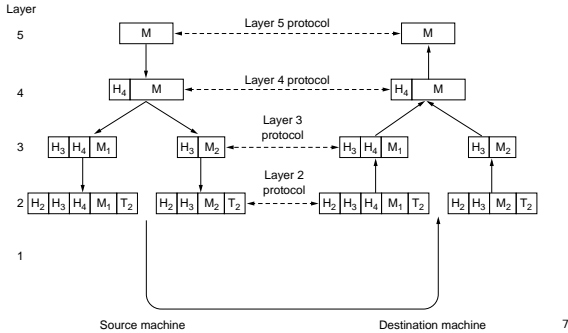 Layer
5 M Layer 5 protocol M
4 H4 M Layer 4 protocol H4 M
Layer 3
protocol
3 H3 H4 M1 H3 M2 H3 H4 M1 H3 M2
Layer 2
protocol
2 H2 H3 H4 M1 T2 H2 H3 M2 T2 H2 H3 H4 M1 T2 H2 H3 M2 T2
1
Source machine Destination machine 7